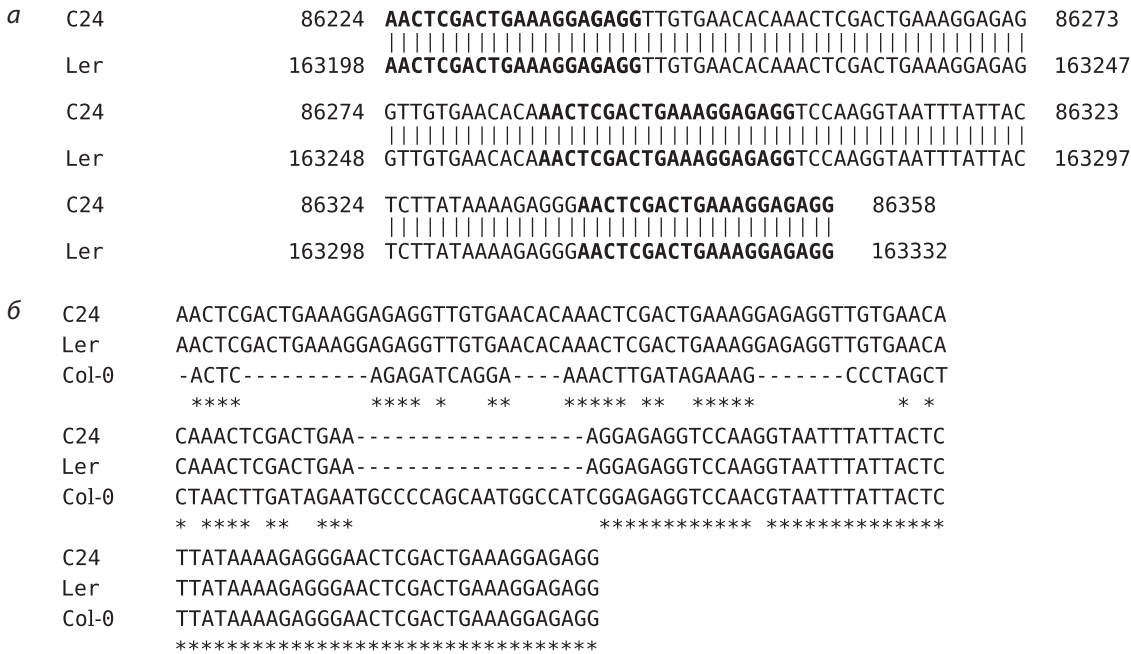 а C24 86224 AACTCGACTGAAAGGAGAGGTTGTGAACACAAACTCGACTGAAAGGAGAG 86273
||||||||||||||||||||||||||||||||||||||||||||||||||
Ler 163198 AACTCGACTGAAAGGAGAGGTTGTGAACACAAACTCGACTGAAAGGAGAG 163247
C24 86274 GTTGTGAACACAAACTCGACTGAAAGGAGAGGTCCAAGGTAATTTATTAC 86323
||||||||||||||||||||||||||||||||||||||||||||||||||
Ler 163248 GTTGTGAACACAAACTCGACTGAAAGGAGAGGTCCAAGGTAATTTATTAC 163297
C24 86324 TCTTATAAAAGAGGGAACTCGACTGAAAGGAGAGG 86358
|||||||||||||||||||||||||||||||||||
Ler 163298 TCTTATAAAAGAGGGAACTCGACTGAAAGGAGAGG 163332
б C24 AACTCGACTGAAAGGAGAGGTTGTGAACACAAACTCGACTGAAAGGAGAGGTTGTGAACA
Ler AACTCGACTGAAAGGAGAGGTTGTGAACACAAACTCGACTGAAAGGAGAGGTTGTGAACA
Col-0 -ACTC----------AGAGATCAGGA----AAACTTGATAGAAAG-------CCCTAGCT
**** **** * ** ***** ** ***** * *
C24 CAAACTCGACTGAA------------------AGGAGAGGTCCAAGGTAATTTATTACTC
Ler CAAACTCGACTGAA------------------AGGAGAGGTCCAAGGTAATTTATTACTC
Col-0 CTAACTTGATAGAATGCCCCAGCAATGGCCATCGGAGAGGTCCAACGTAATTTATTACTC
* **** ** *** ************ **************
C24 TTATAAAAGAGGGAACTCGACTGAAAGGAGAGG
Ler TTATAAAAGAGGGAACTCGACTGAAAGGAGAGG
Col-0 TTATAAAAGAGGGAACTCGACTGAAAGGAGAGG
*********************************